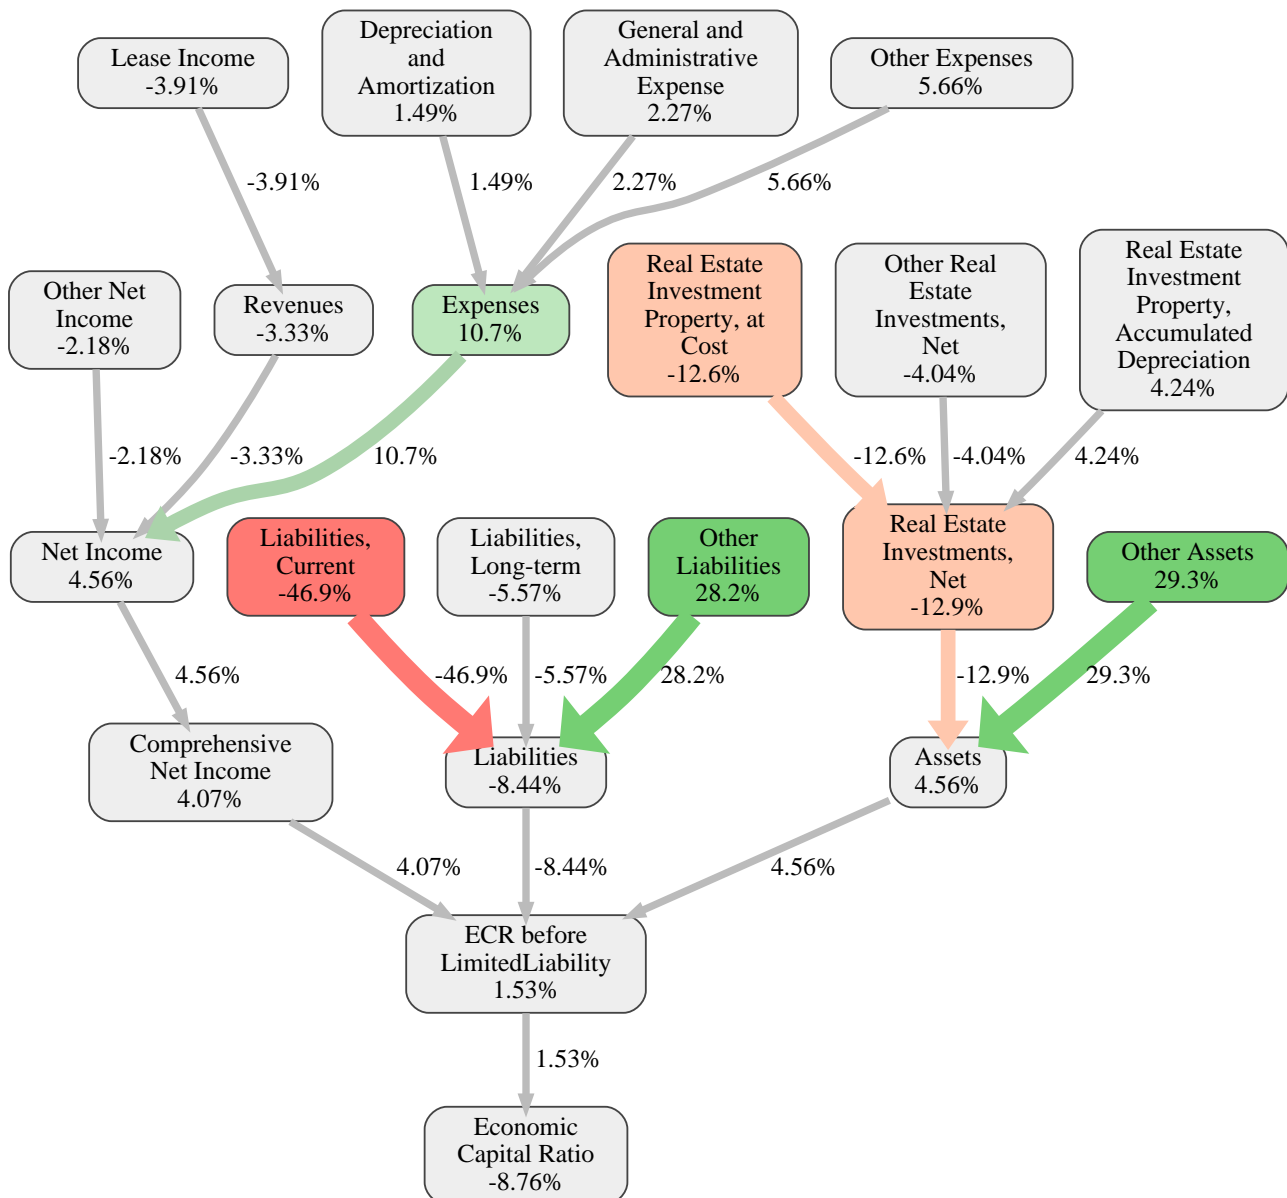 Lease Income
-3.91%
Depreciation
and
Amortization
1.49%
General and
Administrative
Expense
2.27%
Other Expenses
5.66%
-3.91%
1.49%
2.27%
5.66%
Other Net
Income
-2.18%
Revenues
-3.33%
Expenses
10.7%
Real Estate
Investment
Property, at
Cost
-12.6%
Other Real
Estate
Investments,
Net
-4.04%
Real Estate
Investment
Property,
Accumulated
Depreciation
4.24%
-2.18%
-3.33%
10.7%
-12.6%
-4.04%
4.24%
Net Income
4.56%
Liabilities,
Current
-46.9%
Liabilities,
Long-term
-5.57%
Other
Liabilities
28.2%
Real Estate
Investments,
Net
-12.9%
Other Assets
29.3%
4.56%
-46.9%
-5.57%
28.2%
-12.9%
29.3%
Comprehensive
Net Income
4.07%
Liabilities
-8.44%
Assets
4.56%
4.07%
-8.44%
4.56%
ECR before
LimitedLiability
1.53%
1.53%
Economic
Capital Ratio
-8.76%